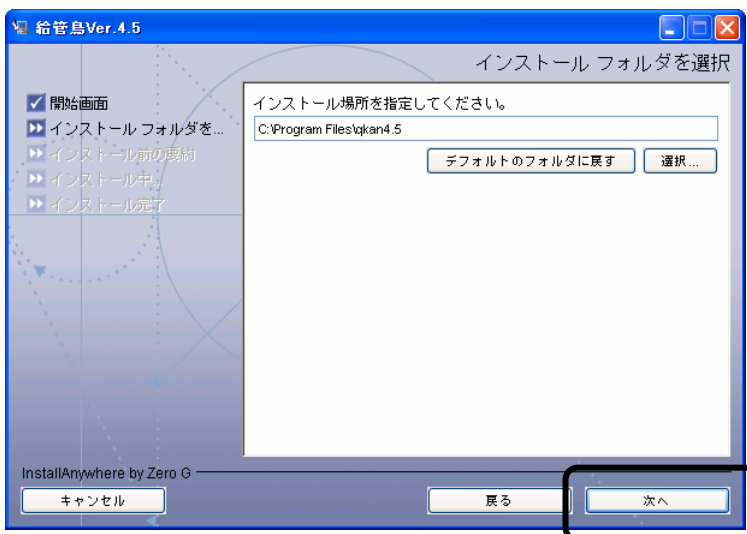 給管鳥Ver.4.5
インストール フォルダを選択
開始画面
インストール フォルダを...
インストール前の要約
インストール中...
インストール完了
インストール場所を指定してください。
C:\Program Files\qkan4.5
デフォルトのフォルダに戻す
選択...
InstallAnywhere by Zero G
キャンセル
戻る
次へ